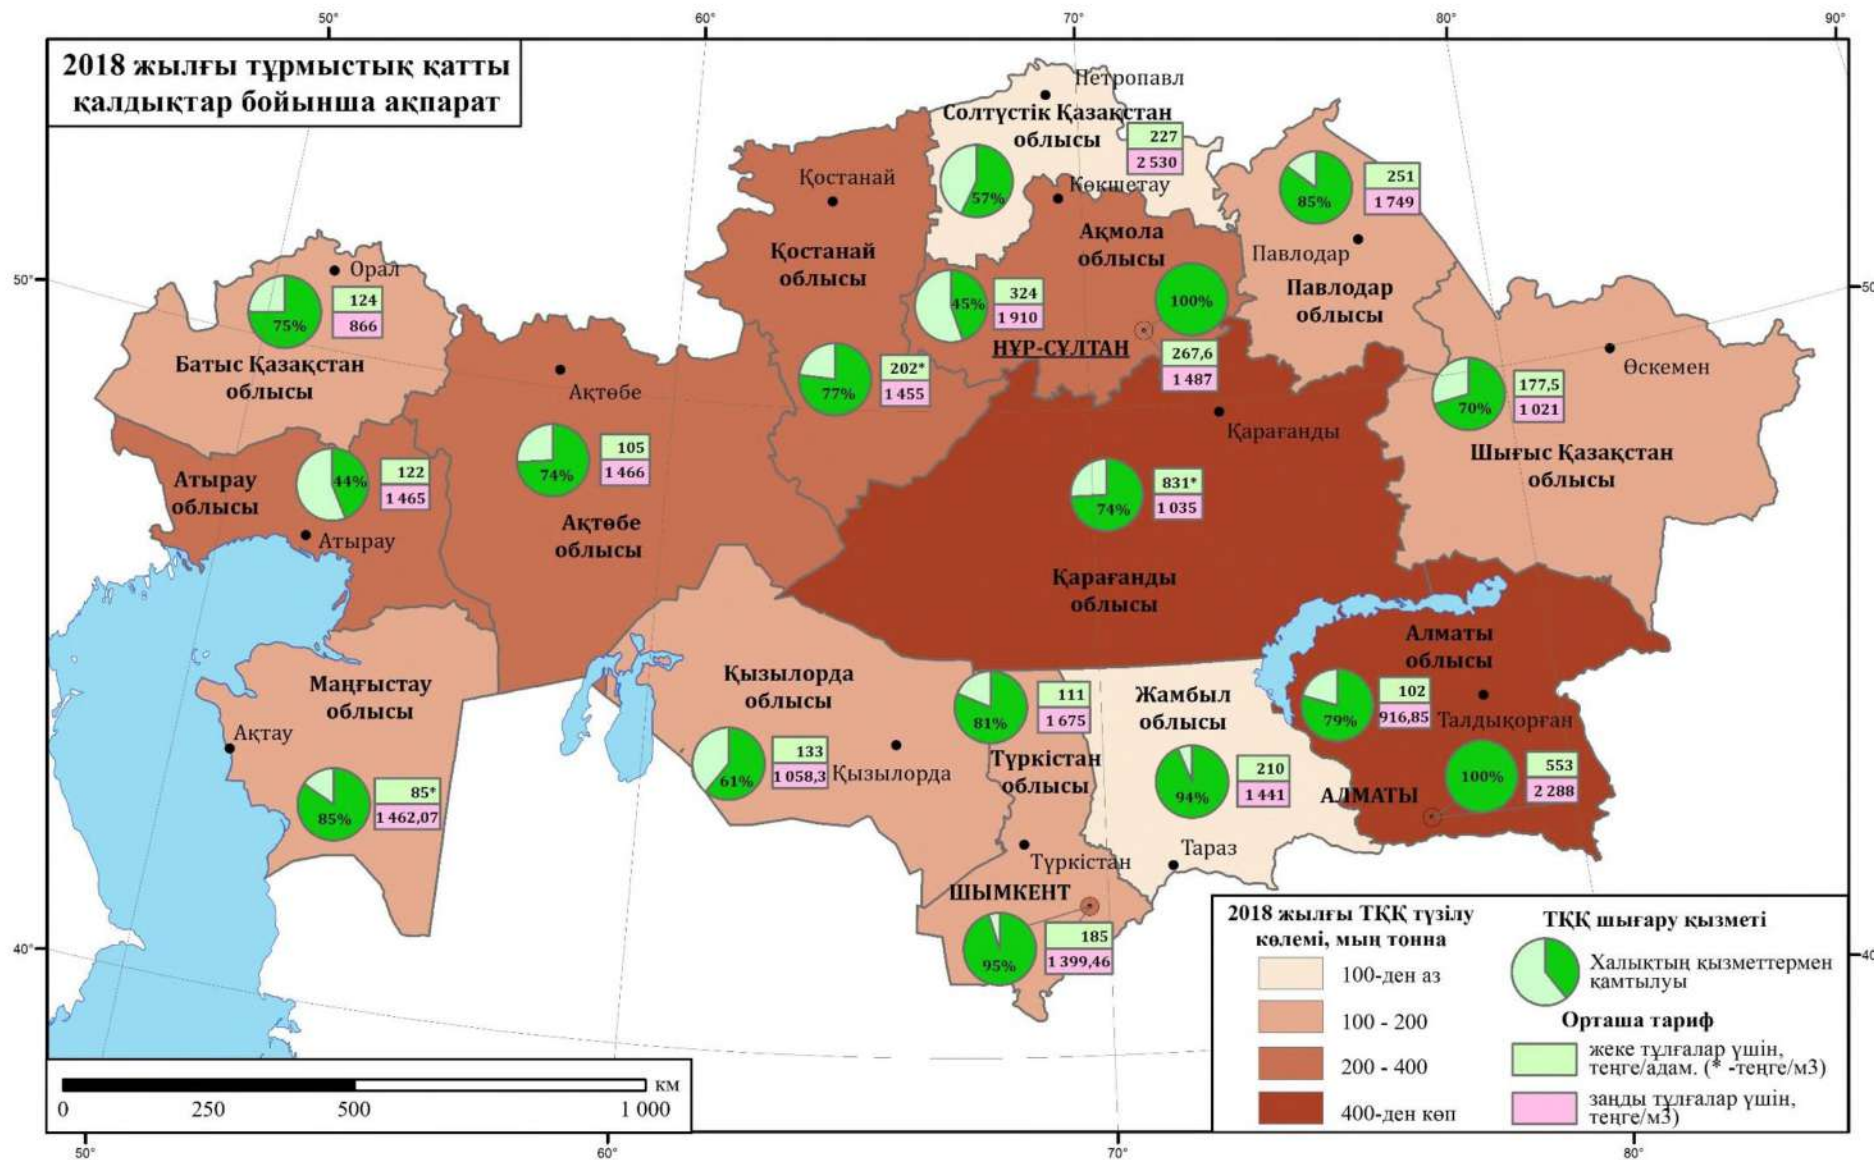 50°
60°
70°
80°
90°
2018 жылғы тұрмыстық қатты
қалдықтар бойынша ақпарат
Петропавл
Солтүстік Қазақстан
облысы
227
2 530
57%
Қостанай
Қостанай
облысы
Көкшетау
Ақмола
облысы
85%
251
1 749
Павлодар
Павлодар
облысы
50°
50°
Орал
124
866
75%
Батыс Қазақстан
облысы
45%
324
1 910
100%
НҰР-СҰЛТАН
267,6
1 487
202*
1 455
77%
Ақтөбе
Өскемен
177,5
1 021
70%
Шығыс Қазақстан
облысы
Қарағанды
105
1 466
74%
Ақтөбе
облысы
44%
122
1 465
Атырау
облысы
Атырау
831*
1 035
74%
Қарағанды
облысы
Алматы
облысы
102
916,85
79%
Талдықорған
Маңғыстау
облысы
Ақтау
85*
1 462,07
85%
Қызылорда
облысы
133
1 058,3
61%
Қызылорда
111
1 675
81%
Түркістан
облысы
Жамбыл
облысы
210
1 441
94%
100%
553
2 288
АЛМАТЫ
Түркістан
Тараз
ШЫМКЕНТ
185
1 399,46
95%
40°
40
2018 жылғы ТҚҚ түзілу
көлемі, мың тонна
100-ден аз
100 - 200
200 - 400
400-ден көп
ТҚҚ шығару қызметі
Халықтың қызметтермен
қамтылуы
Орташа тариф
жеке тұлғалар үшін,
теңге/адам. (* -теңге/м3)
заңды тұлғалар үшін,
теңге/м3)
км
0
250
500
1 000
50°
60°
70°
80°